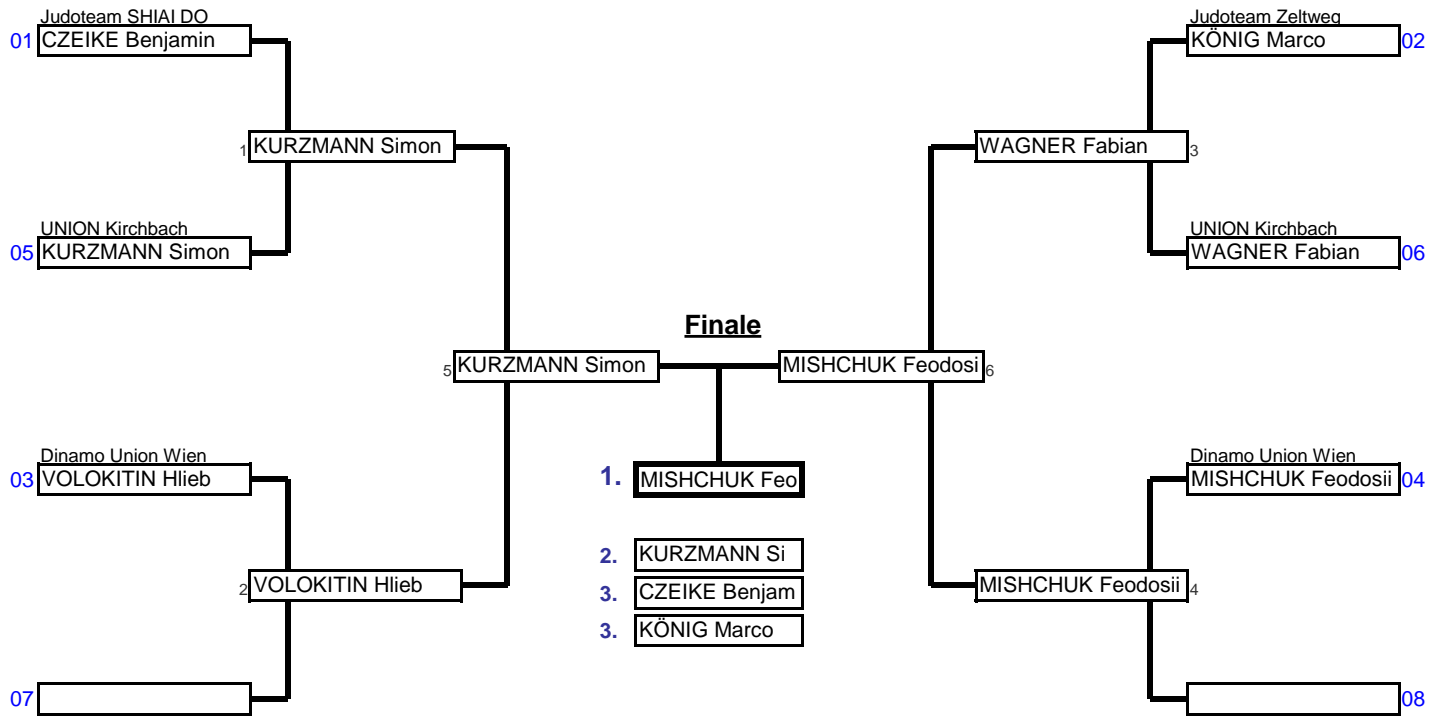 Judoteam SHIAI DO
01 CZEIKE Benjamin
Judoteam Zeltweg
KÖNIG Marco 02
1 KURZMANN Simon
WAGNER Fabian 3
UNION Kirchbach
05 KURZMANN Simon
UNION Kirchbach
WAGNER Fabian 06
Finale
5 KURZMANN Simon
MISHCHUK Feodosi 6
Dinamo Union Wien
03 VOLOKITIN Hlieb
1. MISHCHUK Feo
Dinamo Union Wien
MISHCHUK Feodosii 04
2. KURZMANN Si
3. CZEIKE Benjam
3. KÖNIG Marco
2 VOLOKITIN Hlieb
MISHCHUK Feodosii 4
07
08